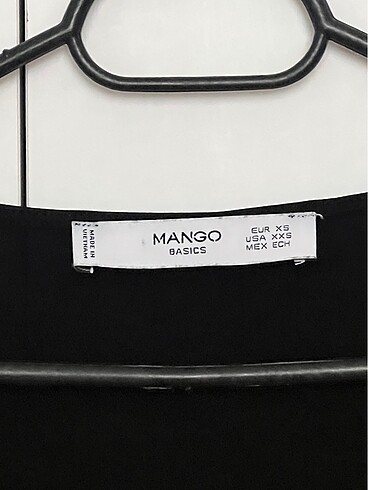 MADE IN
VIETNAM
MANGO
BASICS
EUR XS
USA XXS
MEX ECH